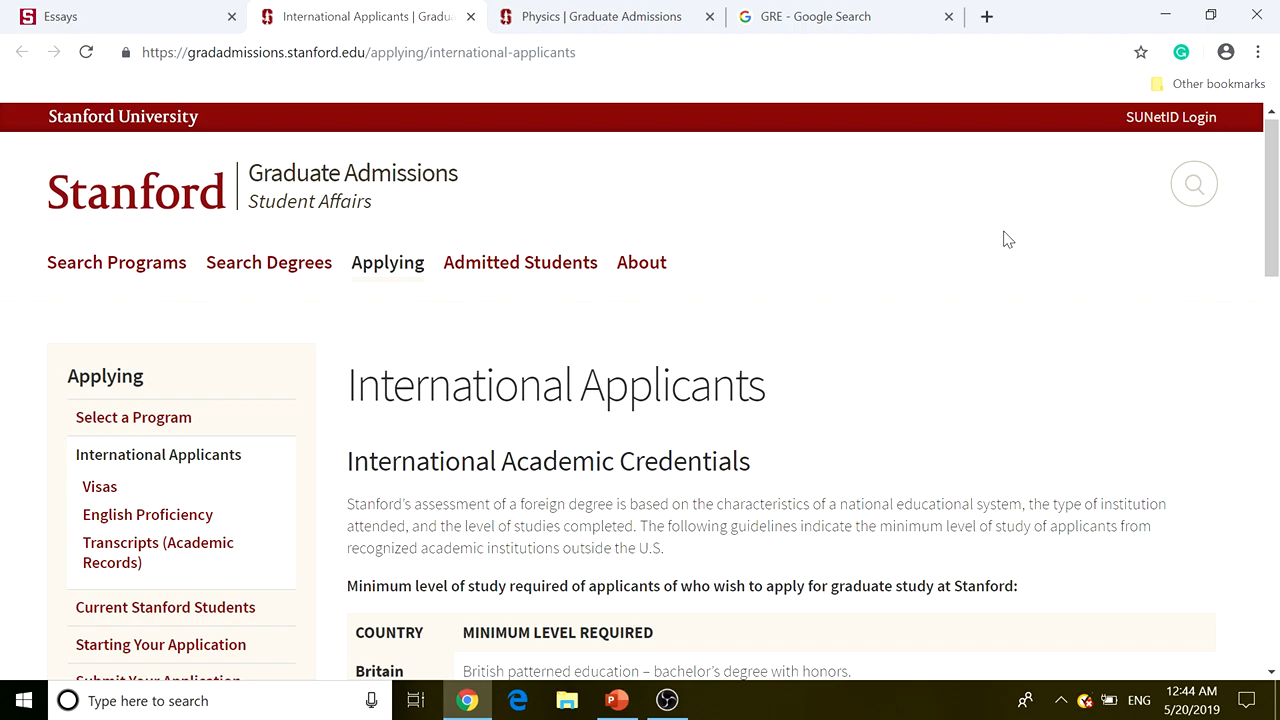 Essays
International Applicants | Gradu
Physics | Graduate Admissions
GRE - Google Search
https://gradadmissions.stanford.edu/applying/international-applicants
Other bookmarks
Stanford University
SUNetID Login
Stanford
Graduate Admissions
Student Affairs
Search Programs
Search Degrees
Applying
Admitted Students
About
Applying
Select a Program
International Applicants
Visas
English Proficiency
Transcripts (Academic
Records)
Current Stanford Students
Starting Your Application
Submit Your Application
International Applicants
International Academic Credentials
Stanford's assessment of a foreign degree is based on the characteristics of a national educational system, the type of institution
attended, and the level of studies completed. The following guidelines indicate the minimum level of study of applicants from
recognized academic institutions outside the U.S.
Minimum level of study required of applicants of who wish to apply for graduate study at Stanford:
COUNTRY MINIMUM LEVEL REQUIRED
Britain British patterned education – bachelor's degree with honors.
Type here to search
ENG
12:44 AM
5/20/2019